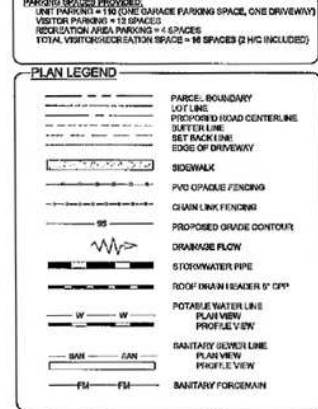 PARKING SPACES PROVIDED:
UNIT PARKING = 110 (ONE GARAGE PARKING SPACE, ONE DRIVEWAY)
VISITOR PARKING = 12 SPACES
RECREATION AREA PARKING = 4 SPACES
TOTAL VISITOR/RECREATION SPACE = 16 SPACES (2 H/C INCLUDED)
PLAN LEGEND
PARCEL BOUNDARY
LOT LINE
PROPOSED ROAD CENTERLINE
BUFFER LINE
SET BACK LINE
EDGE OF DRIVEWAY
SIDEWALK
PVC OPAQUE FENCING
CHAIN LINK FENCING
95 PROPOSED GRADE CONTOUR
DRAINAGE FLOW
STORMWATER PIPE
ROOF DRAIN HEADER 6" CPP
POTABLE WATER LINE
W W PLAN VIEW
PROFILE VIEW
SANITARY SEWER LINE
SAN SAN PLAN VIEW
PROFILE VIEW
FM FM SANITARY FORCEMAIN